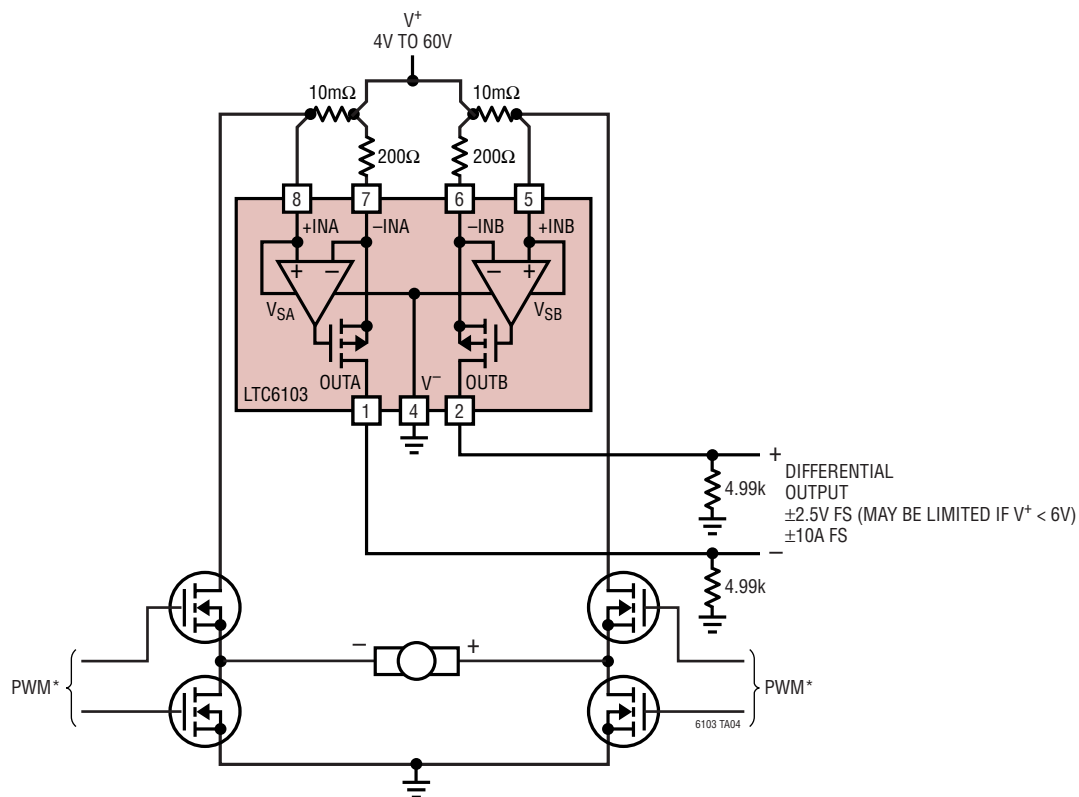 V+
4V TO 60V
10mΩ
10mΩ
200Ω
200Ω
8
7
6
5
+INA
–INA
–INB
+INB
+
–
–
+
VSA
VSB
OUTA
V–
OUTB
LTC6103
1
4
2
+
DIFFERENTIAL
OUTPUT
±2.5V FS (MAY BE LIMITED IF V+ < 6V)
±10A FS
4.99k
–
4.99k
–
+
PWM*
PWM*
6103 TA04